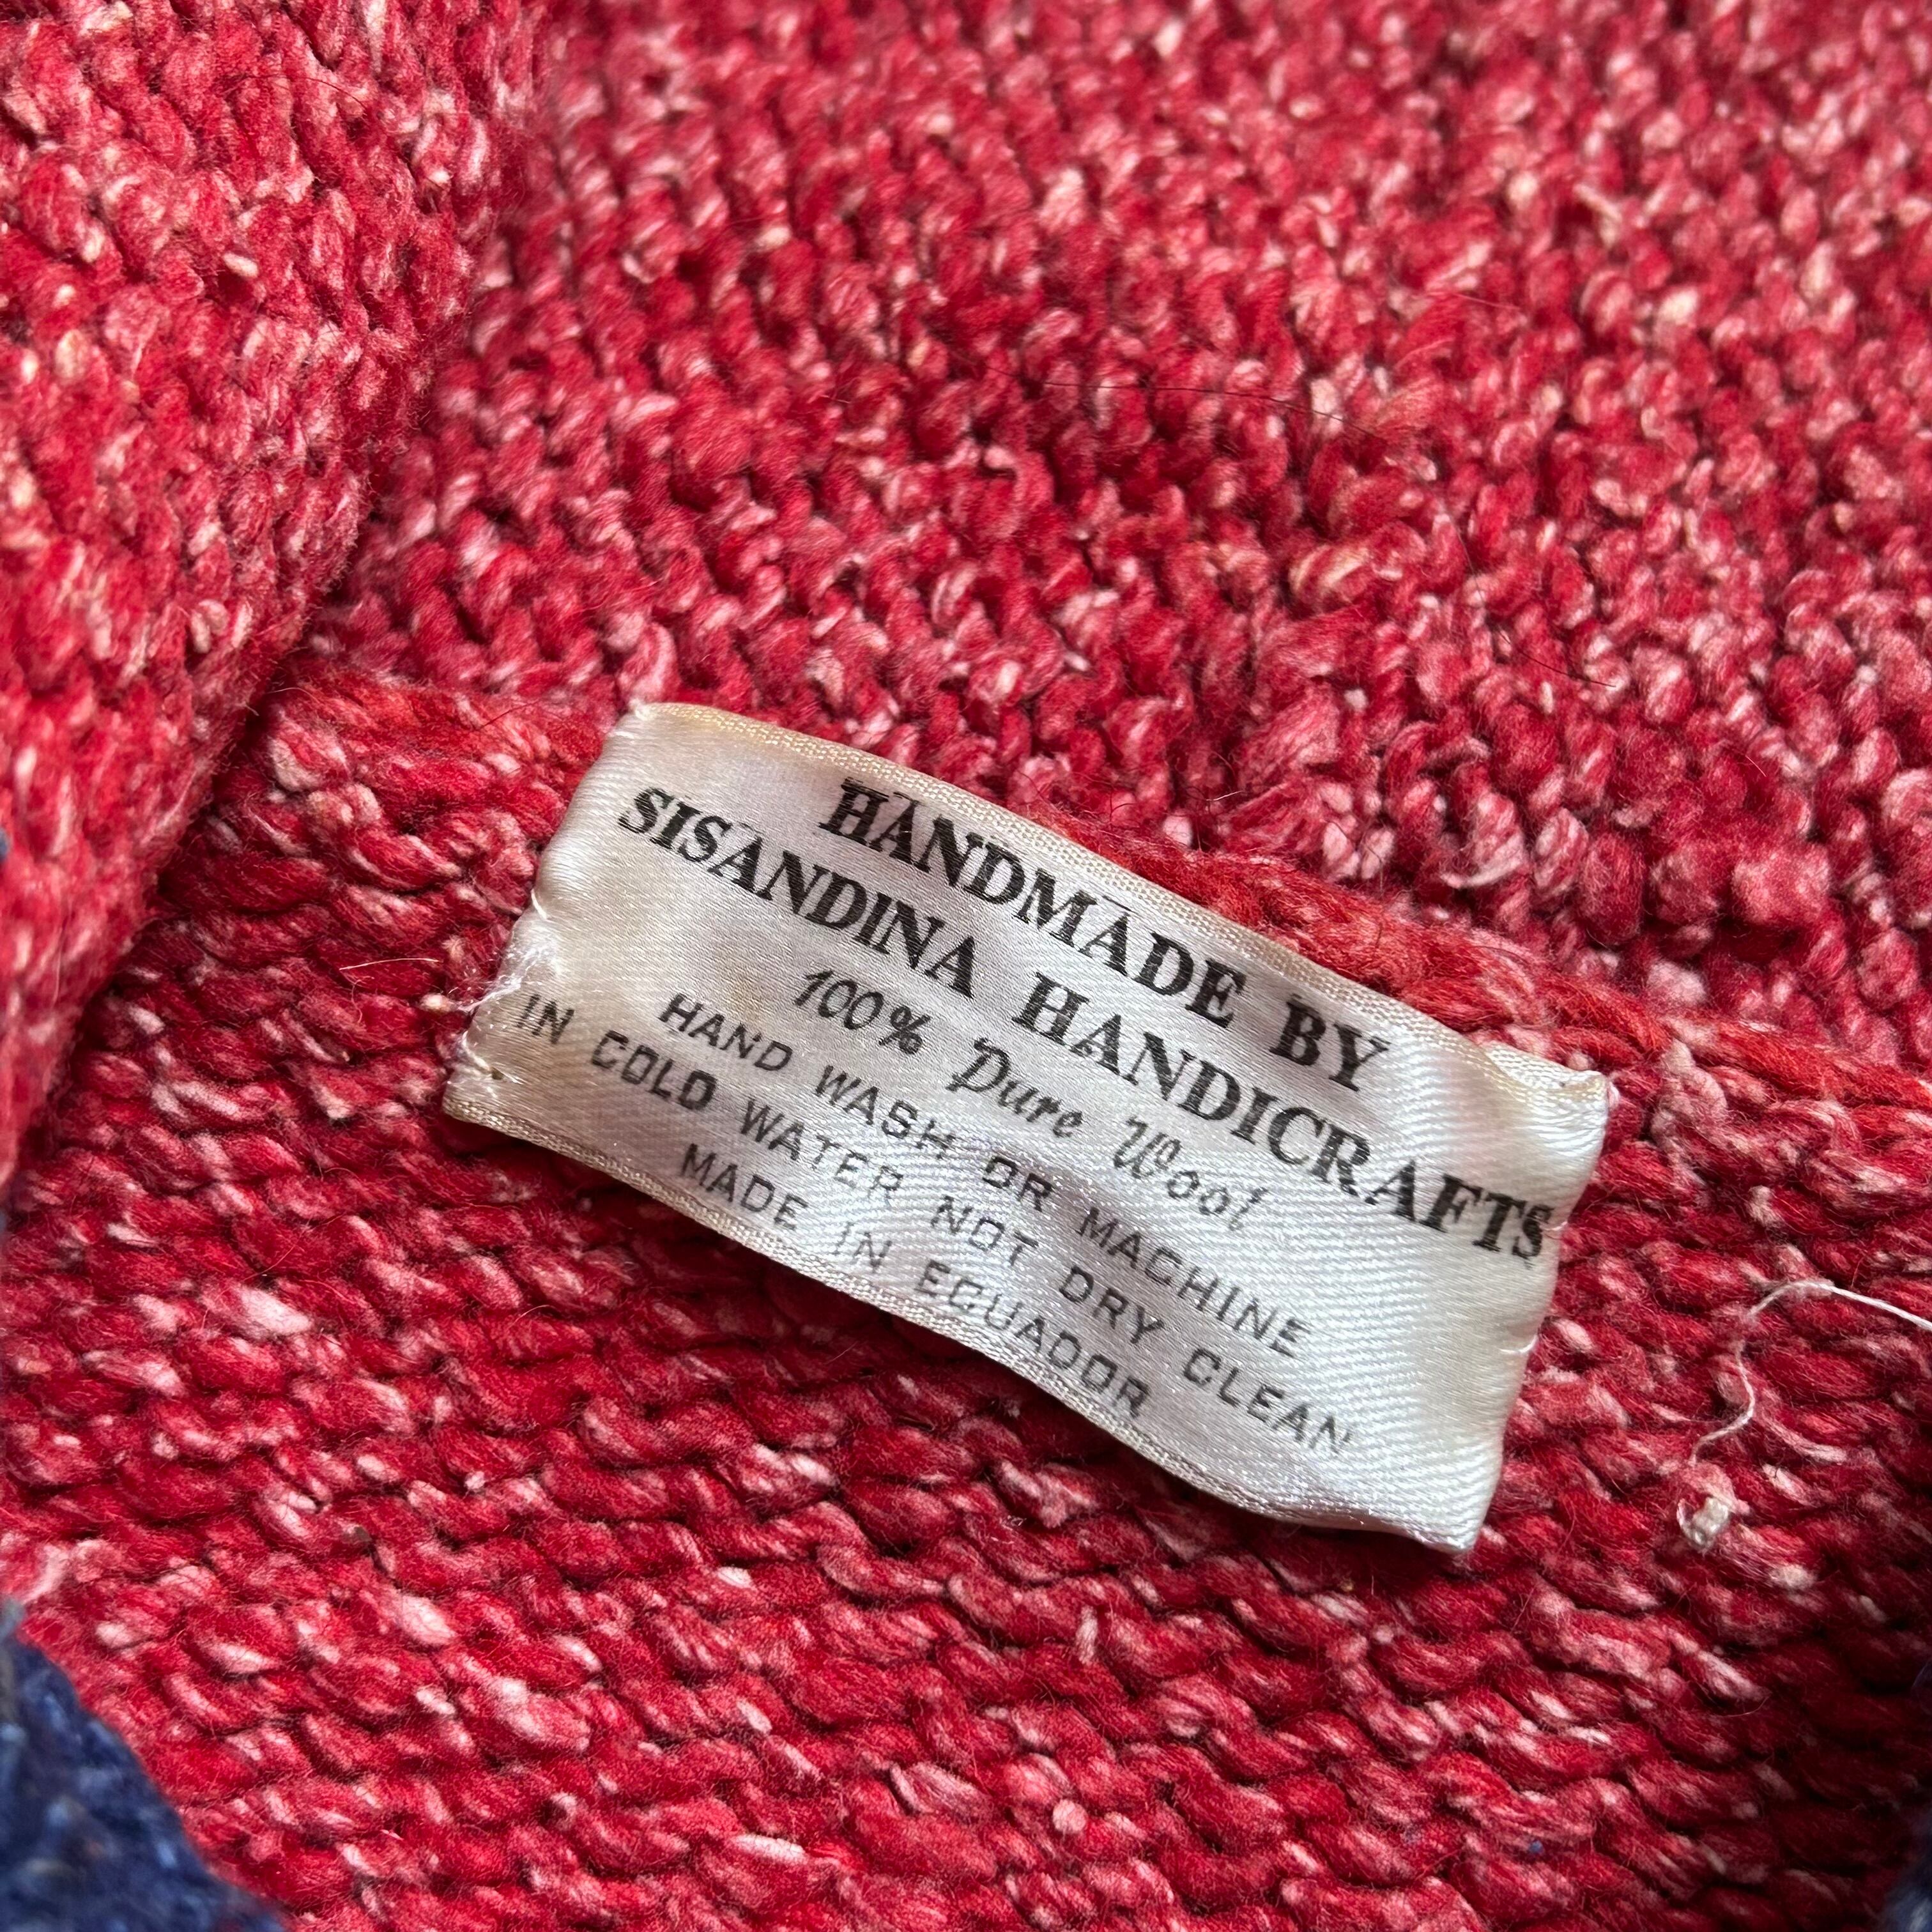 HANDMADE BY
SISANDINA HANDICRAFTS
100% Pure Wool
HAND WASH OR MACHINE
IN COLD WATER NOT DRY CLEAN
MADE IN ECUADOR